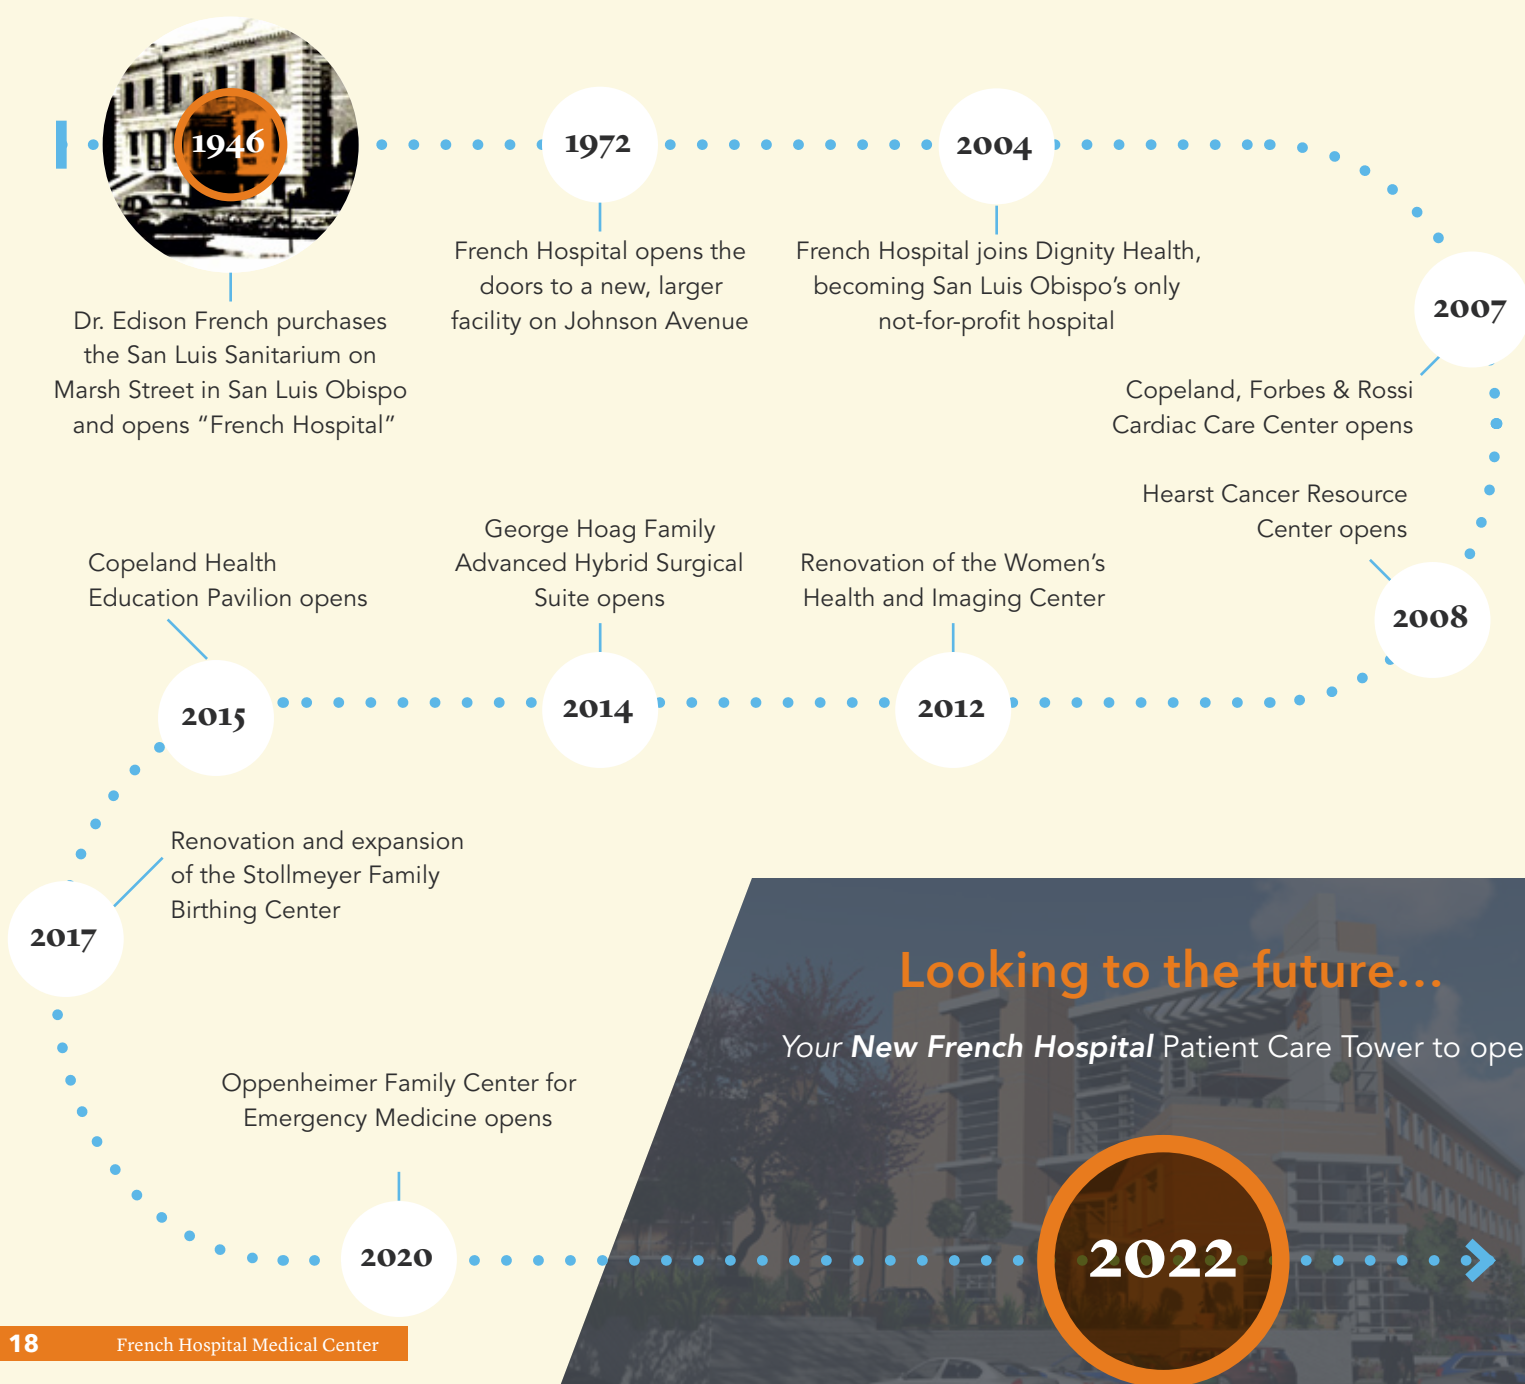 1946
Dr. Edison French purchases
the San Luis Sanitarium on
Marsh Street in San Luis Obispo
and opens “French Hospital”
1972
French Hospital opens the
doors to a new, larger
facility on Johnson Avenue
2004
French Hospital joins Dignity Health,
becoming San Luis Obispo’s only
not-for-profit hospital
2007
Copeland, Forbes & Rossi
Cardiac Care Center opens
Hearst Cancer Resource
Center opens
2008
Renovation of the Women’s
Health and Imaging Center
2012
George Hoag Family
Advanced Hybrid Surgical
Suite opens
2014
Copeland Health
Education Pavilion opens
2015
Renovation and expansion
of the Stollmeyer Family
Birthing Center
2017
Oppenheimer Family Center for
Emergency Medicine opens
2020
Looking to the future...
Your New French Hospital Patient Care Tower to ope
2022
18 French Hospital Medical Center